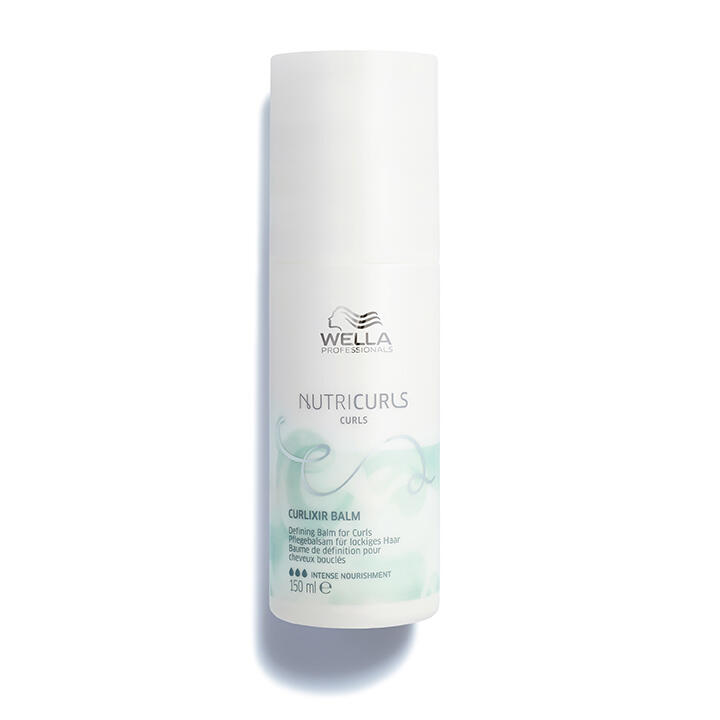 WELLA
PROFESSIONALS
NUTRICURLS
CURLS
CURLIXIR BALM
Defining Balm for Curls
Pflegebalsam für lockiges Haar
Baume de définition pour
cheveux bouclés
INTENSE NOURISHMENT
150 ml ℮